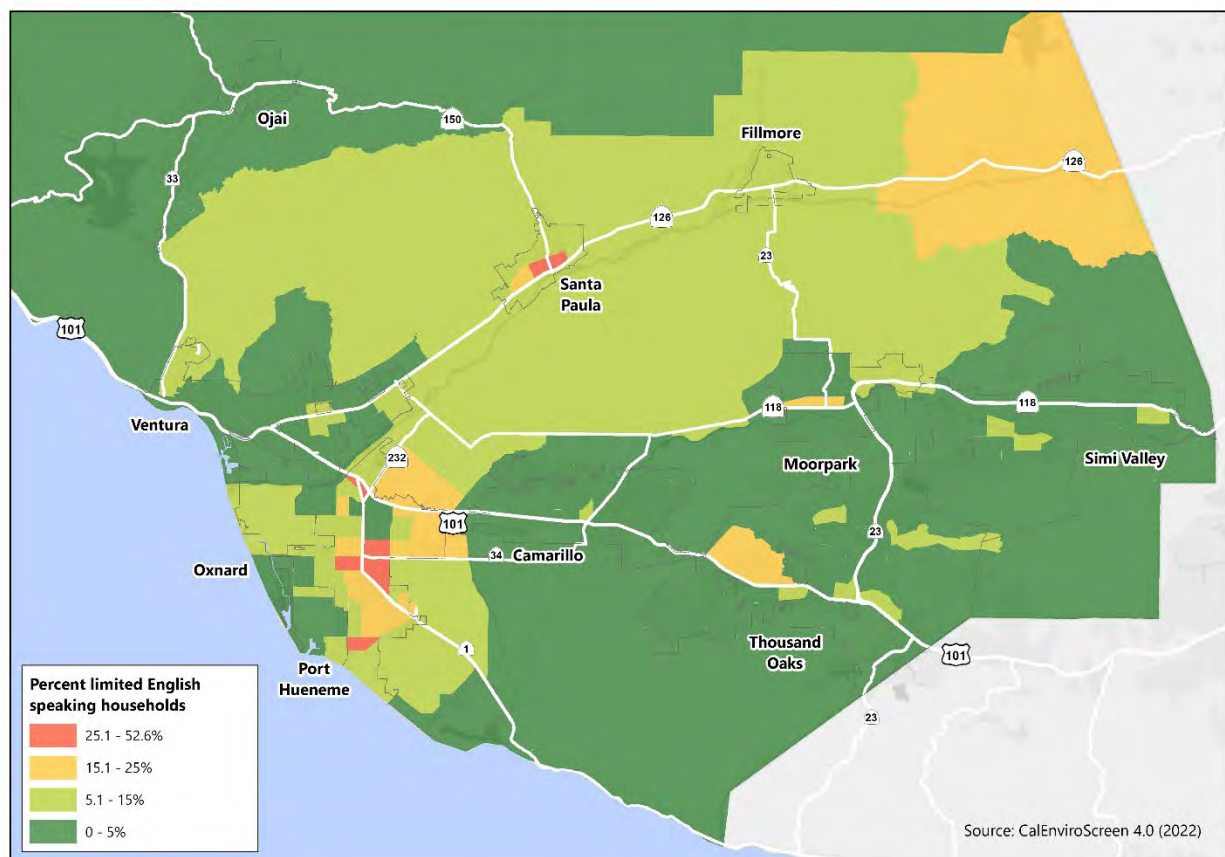 Ojai
150
Fillmore
33
126
126
23
Santa
Paula
101
Ventura
118
118
232
Moorpark
Simi Valley
101
23
34
Camarillo
Oxnard
Thousand
Oaks
Port
Hueneme
1
101
23
Percent limited English
speaking households
25.1 - 52.6%
15.1 - 25%
5.1 - 15%
0 - 5%
Source: CalEnviroScreen 4.0 (2022)